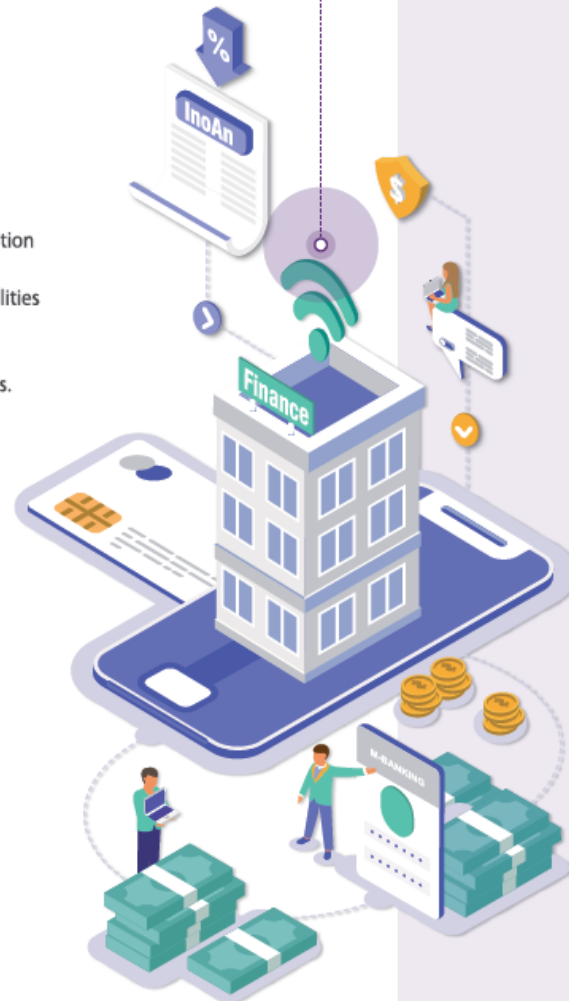 %
InoAn
$
tion
lities
s.
Finance
M-BANKING